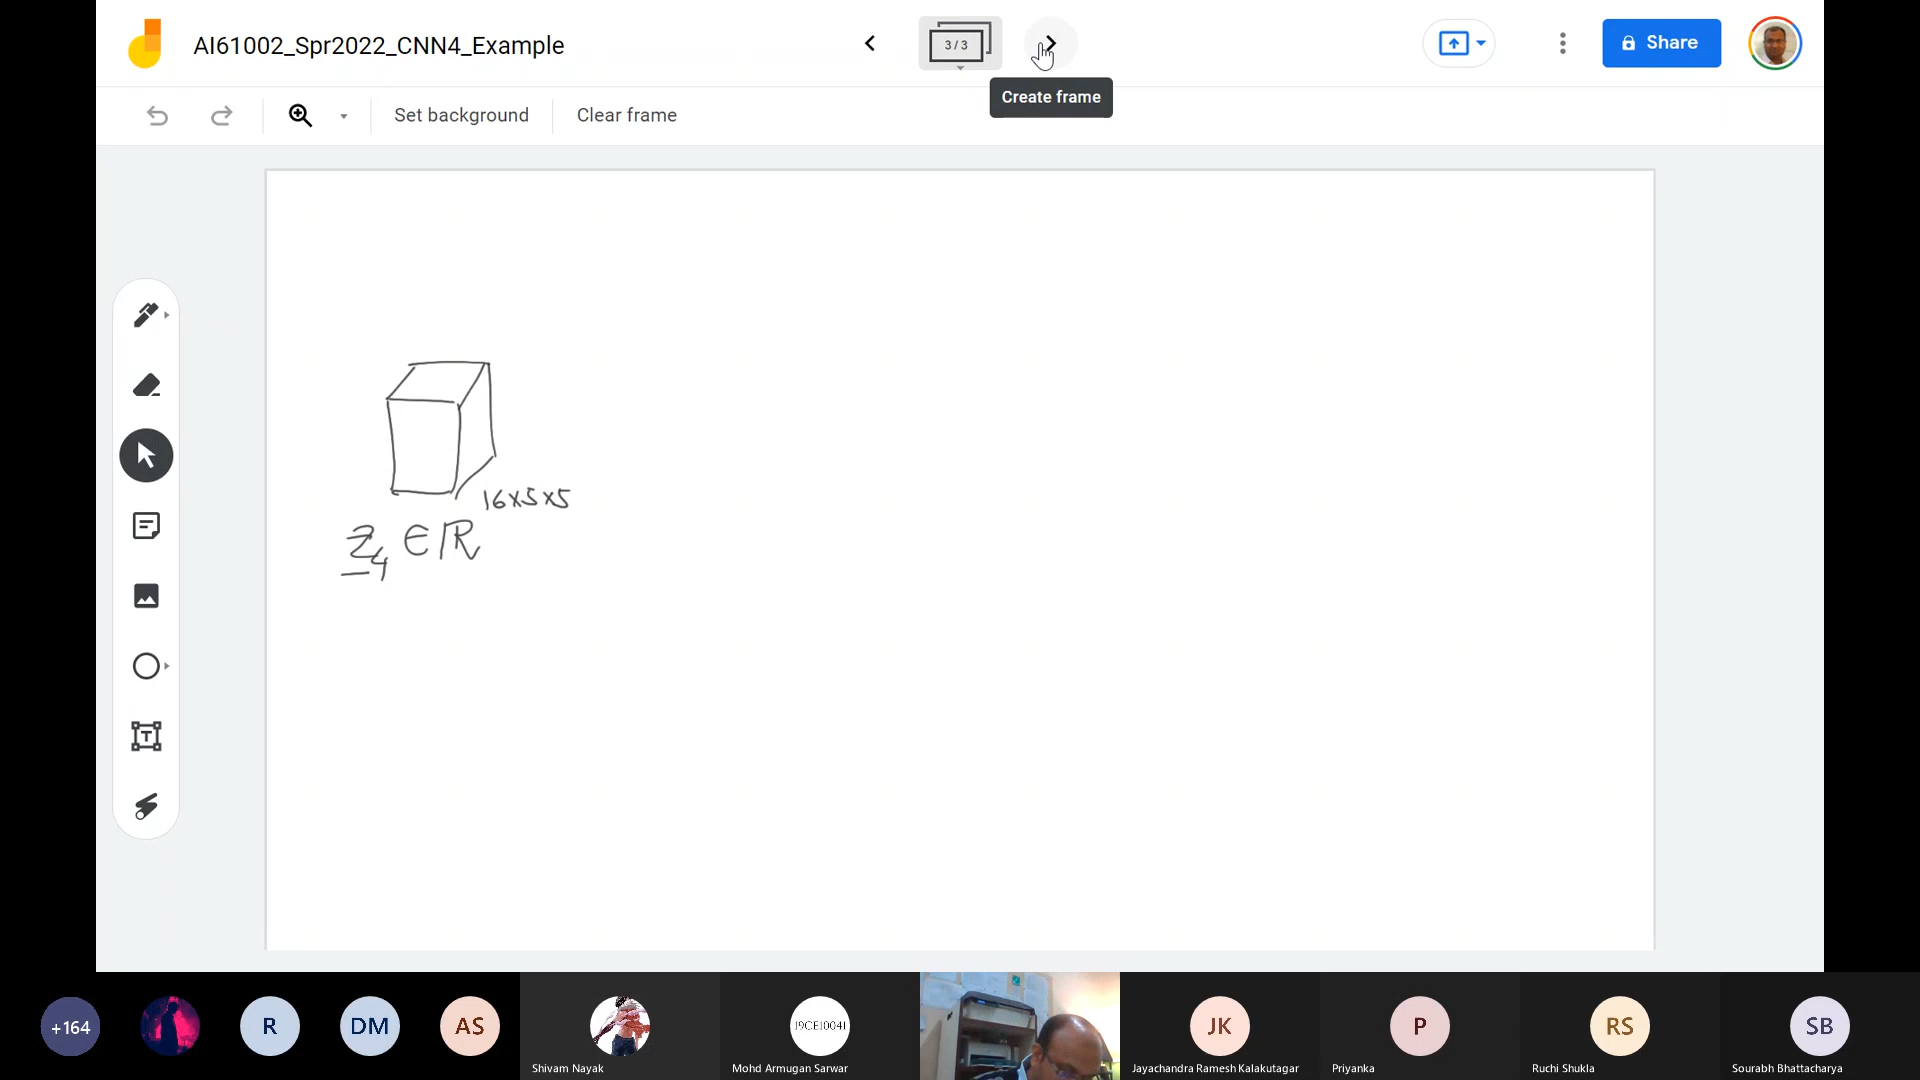 AI61002_Spr2022_CNN4_Example
3 / 3
Share
Create frame
Set background
Clear frame
16x5x5
Z4 ∈ ℝ
+164
R
DM
AS
Shivam Nayak
19CE10041
Mohd Armugan Sarwar
JK
Jayachandra Ramesh Kalakutagar
P
Priyanka
RS
Ruchi Shukla
SB
Sourabh Bhattacharya